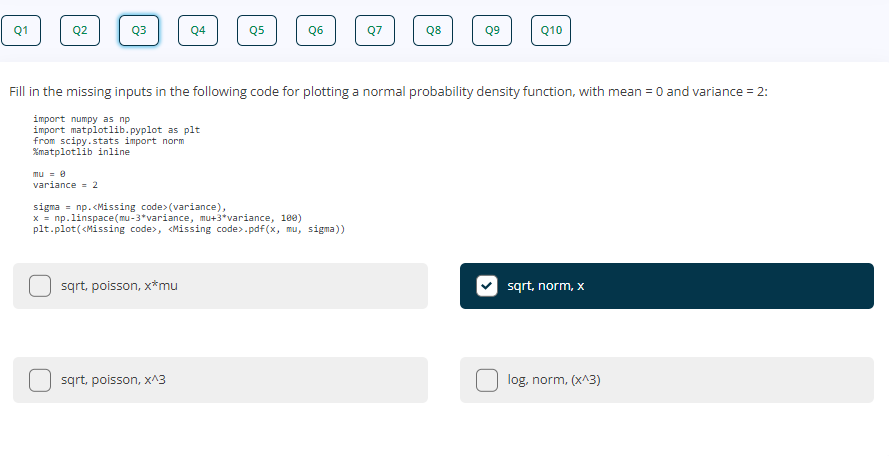 Q1 Q2 Q3 Q4 Q5 Q6 Q7 Q8 Q9 Q10
Fill in the missing inputs in the following code for plotting a normal probability density function, with mean = 0 and variance = 2:
import numpy as np
import matplotlib.pyplot as plt
from scipy.stats import norm
%matplotlib inline
mu = 0
variance = 2
sigma = np.<Missing code>(variance),
x = np.linspace(mu-3*variance, mu+3*variance, 100)
plt.plot(<Missing code>, <Missing code>.pdf(x, mu, sigma))
sqrt, poisson, x*mu
sqrt, norm, x
sqrt, poisson, x^3
log, norm, (x^3)